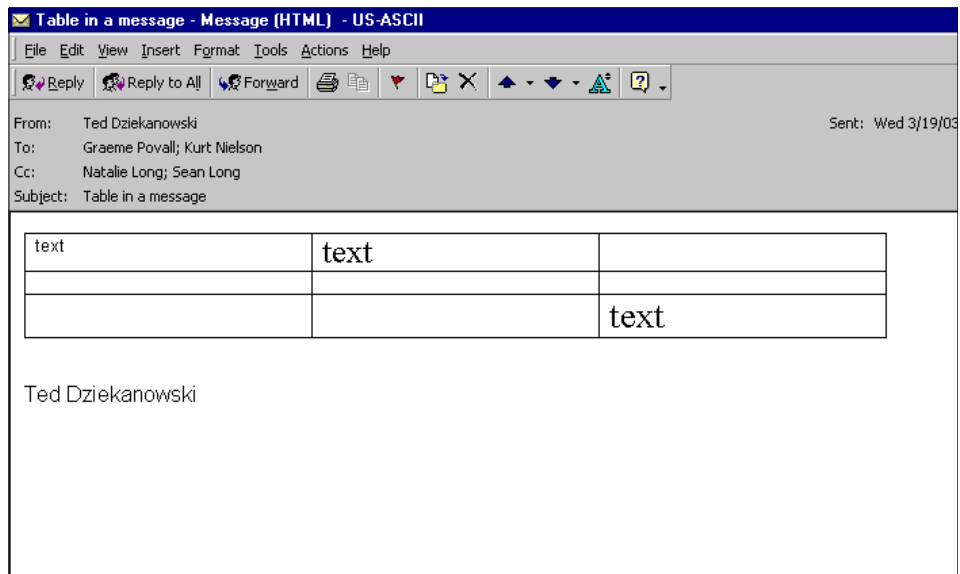 Table in a message - Message (HTML) - US-ASCII
File Edit View Insert Format Tools Actions Help
Reply Reply to All Forward
From: Ted Dziekanowski Sent: Wed 3/19/03
To: Graeme Povall; Kurt Nielson
Cc: Natalie Long; Sean Long
Subject: Table in a message
text text
text
Ted Dziekanowski